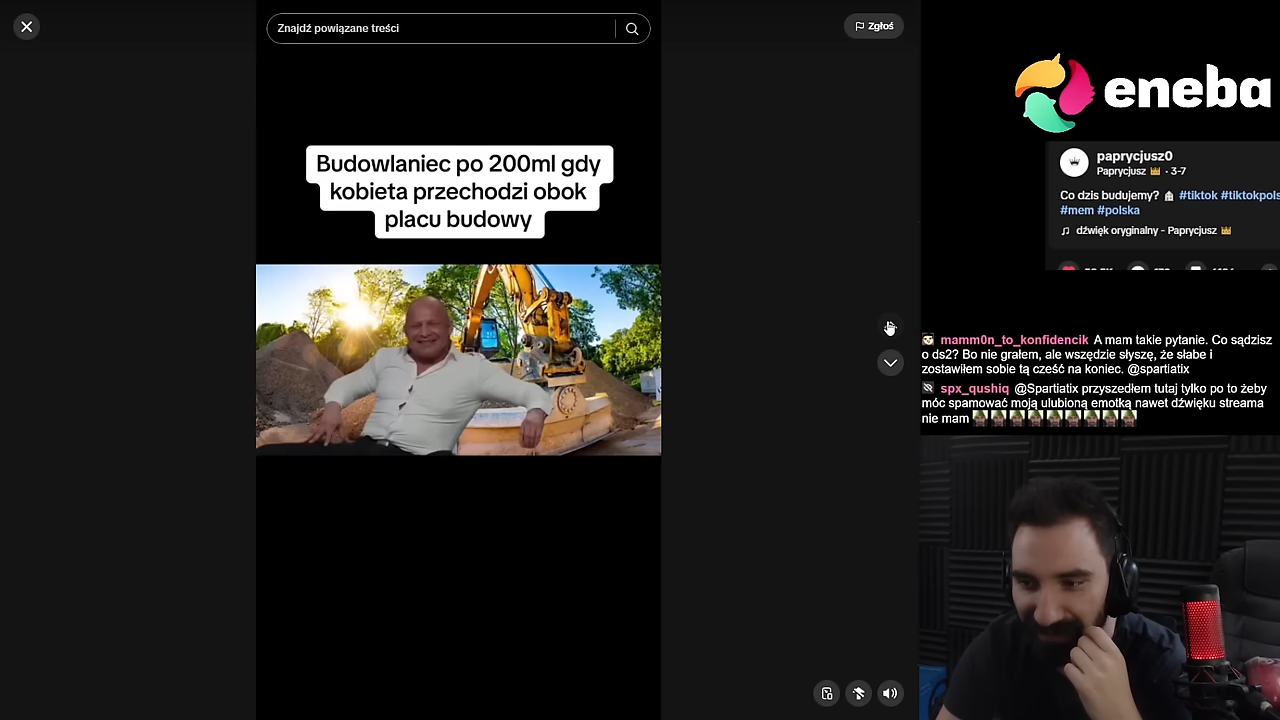 Znajdź powiązane treści
Zgłoś
Budowlaniec po 200ml gdy
kobieta przechodzi obok
placu budowy
eneba
paprycjusz0
Paprycjusz · 3-7
Co dzis budujemy? #tiktok #tiktokpols
#mem #polska
dźwięk oryginalny - Paprycjusz
mamm0n_to_konfidencik A mam takie pytanie. Co sądzisz
o ds2? Bo nie grałem, ale wszędzie słyszę, że słabe i
zostawiłem sobie tą cześć na koniec. @spartiatix
spx_qushiq @Spartiatix przyszedłem tutaj tylko po to żeby
móc spamować moją ulubioną emotką nawet dźwięku streama
nie mam